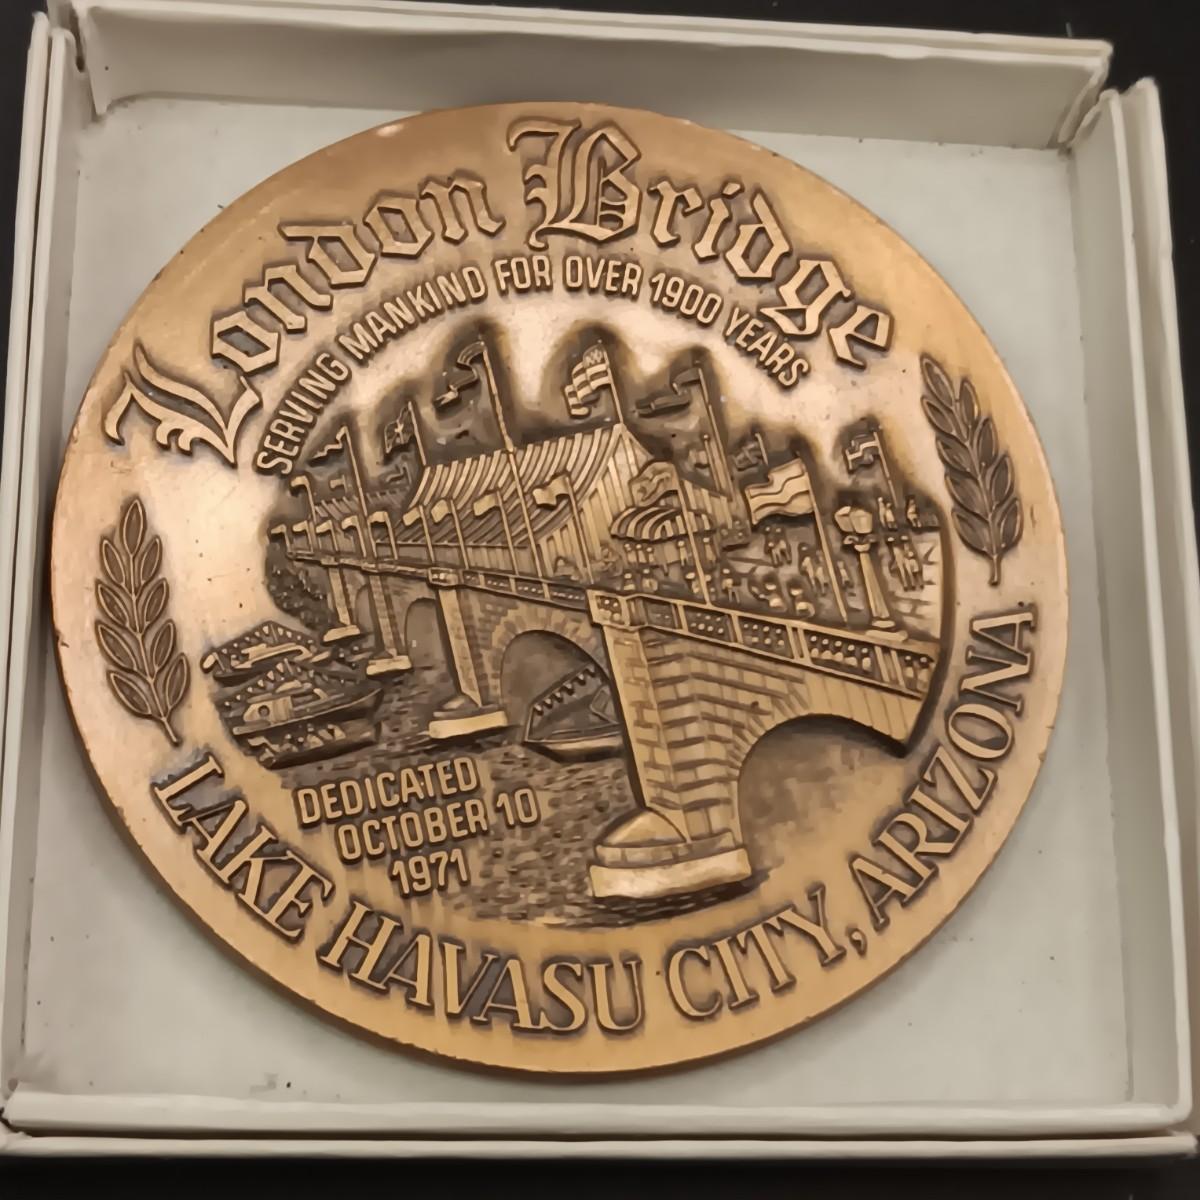 London Bridge
SERVING MANKIND FOR OVER 1900 YEARS
DEDICATED
OCTOBER 10
1971
LAKE HAVASU CITY, ARIZONA